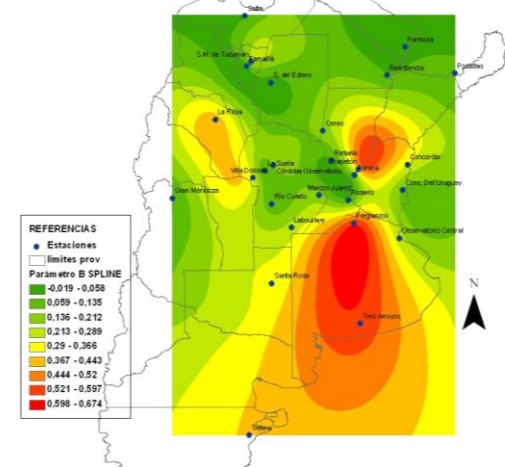 Salta
Formosa
S.M. de Tucumán
Famaillá
Resistencia
Posadas
S. del Estero
La Rioja
Ceres
Rafaela
La Suela
Concordia
Villa Dolores
Córdoba Observatorio
Paraná
Gran Mendoza
Marcos Juarez
Conc. Del Uruguay
Río Cuarto
Rosario
Pergamino
Laboulaye
Observatorio Central
Santa Rosa
Tres Arroyos
Trelew
N
REFERENCIAS
Estaciones
limites prov
Parámetro B SPLINE
-0,019 - 0,058
0,059 - 0,135
0,136 - 0,212
0,213 - 0,289
0,29 - 0,366
0,367 - 0,443
0,444 - 0,52
0,521 - 0,597
0,598 - 0,674